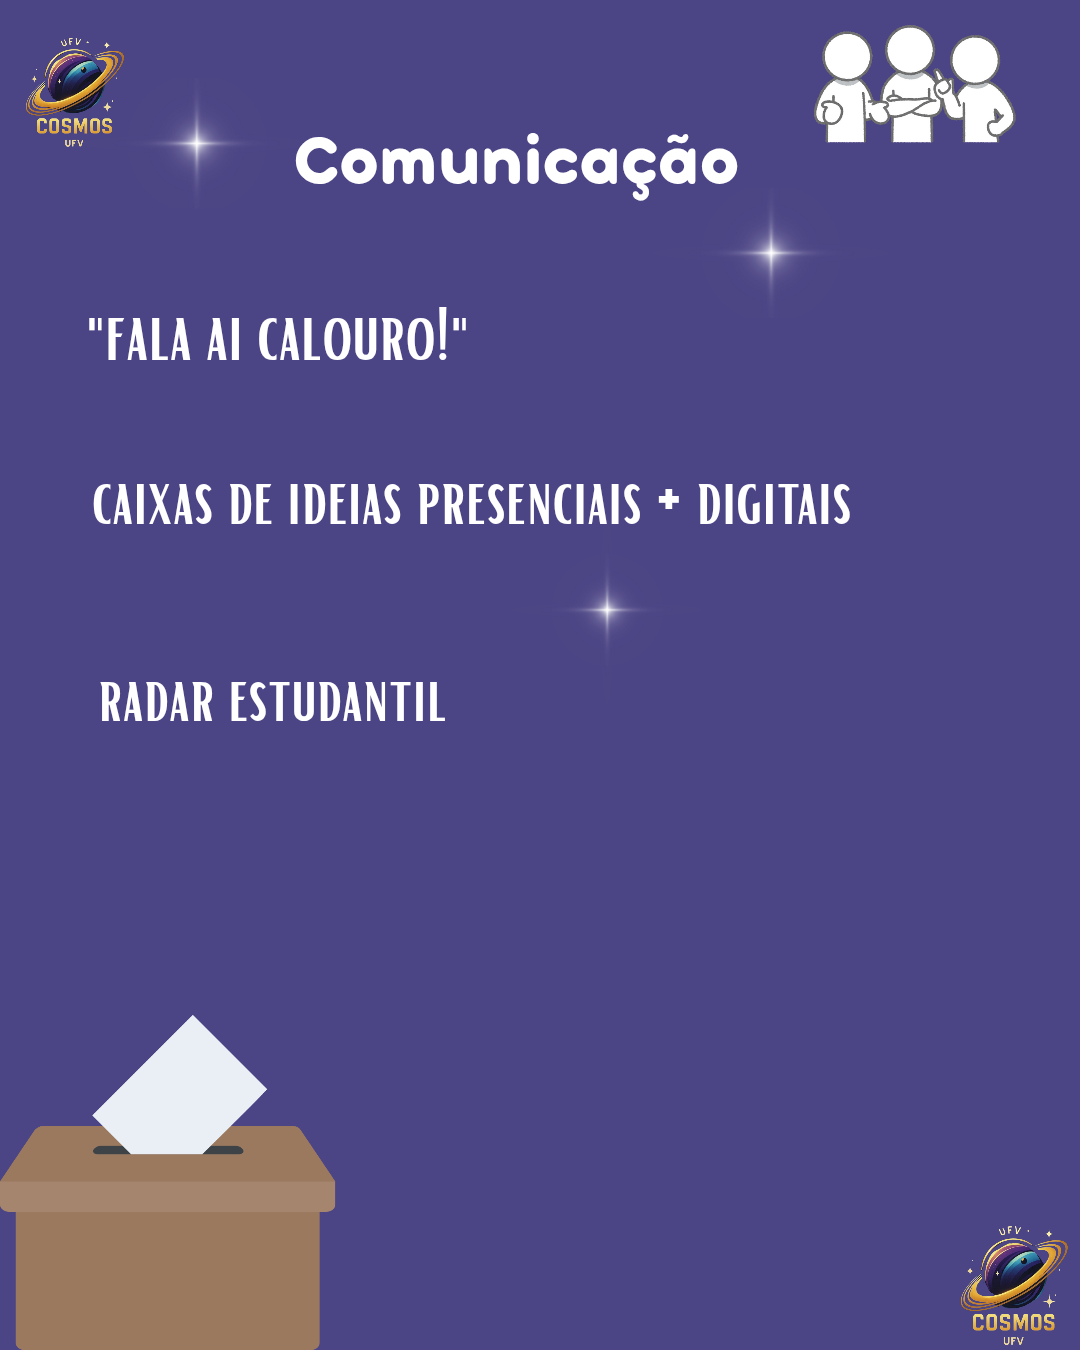 UFV
COSMOS
UFV
Comunicação
"FALA AI CALOURO!"
CAIXAS DE IDEIAS PRESENCIAIS + DIGITAIS
RADAR ESTUDANTIL
UFV
COSMOS
UFV